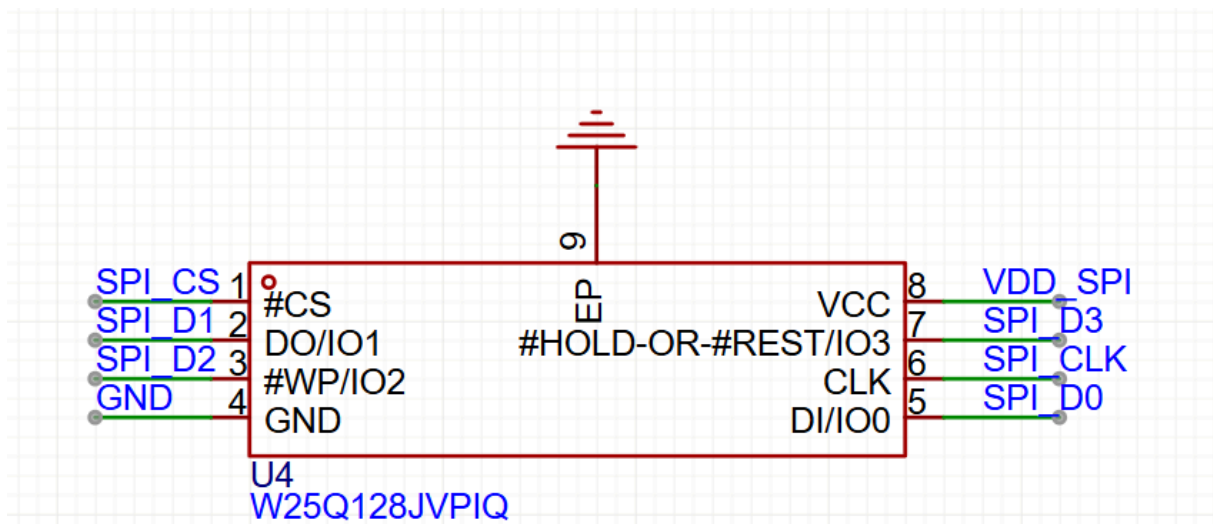 9
EP
SPI_CS 1 #CS
SPI_D1 2 DO/IO1
SPI_D2 3 #WP/IO2
GND 4 GND
VCC 8 VDD_SPI
#HOLD-OR-#REST/IO3 7 SPI_D3
CLK 6 SPI_CLK
DI/IO0 5 SPI_D0
U4
W25Q128JVPIQ